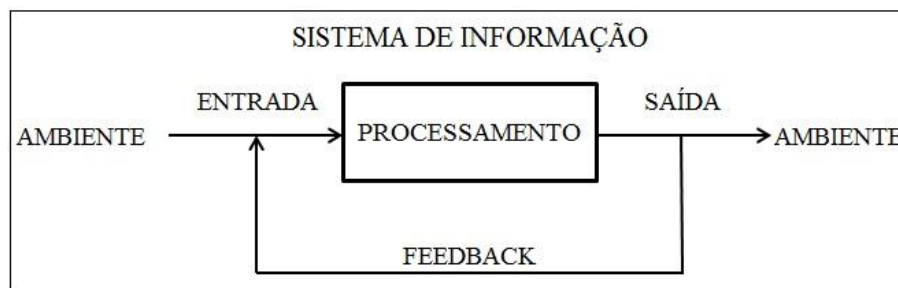 SISTEMA DE INFORMAÇÃO
ENTRADA
SAÍDA
AMBIENTE
PROCESSAMENTO
AMBIENTE
FEEDBACK